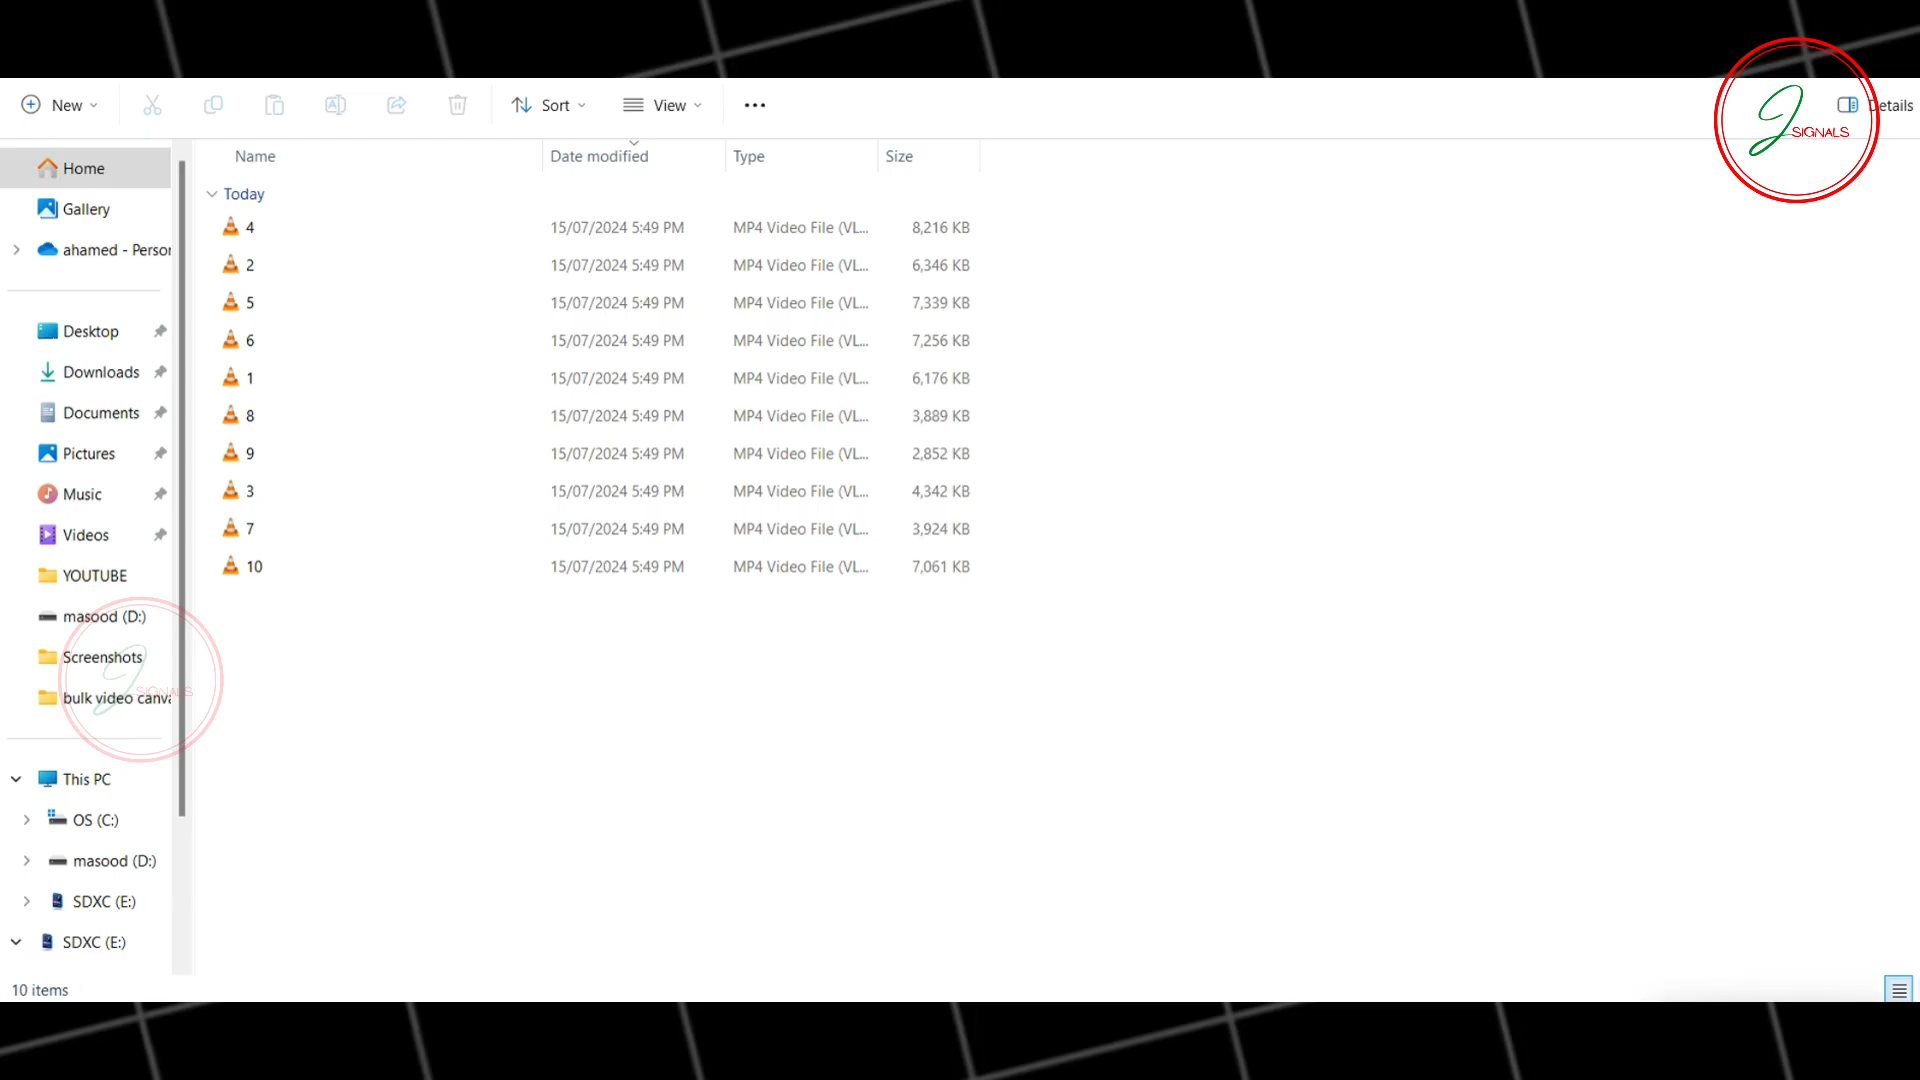 New
Sort
View
Details
J SIGNALS
Name Date modified Type Size
Home
Gallery
ahamed - Person
Desktop
Downloads
Documents
Pictures
Music
Videos
YOUTUBE
masood (D:)
Screenshots
bulk video canva
J SIGNALS
This PC
OS (C:)
masood (D:)
SDXC (E:)
SDXC (E:)
Today
4 15/07/2024 5:49 PM MP4 Video File (VL... 8,216 KB
2 15/07/2024 5:49 PM MP4 Video File (VL... 6,346 KB
5 15/07/2024 5:49 PM MP4 Video File (VL... 7,339 KB
6 15/07/2024 5:49 PM MP4 Video File (VL... 7,256 KB
1 15/07/2024 5:49 PM MP4 Video File (VL... 6,176 KB
8 15/07/2024 5:49 PM MP4 Video File (VL... 3,889 KB
9 15/07/2024 5:49 PM MP4 Video File (VL... 2,852 KB
3 15/07/2024 5:49 PM MP4 Video File (VL... 4,342 KB
7 15/07/2024 5:49 PM MP4 Video File (VL... 3,924 KB
10 15/07/2024 5:49 PM MP4 Video File (VL... 7,061 KB
10 items